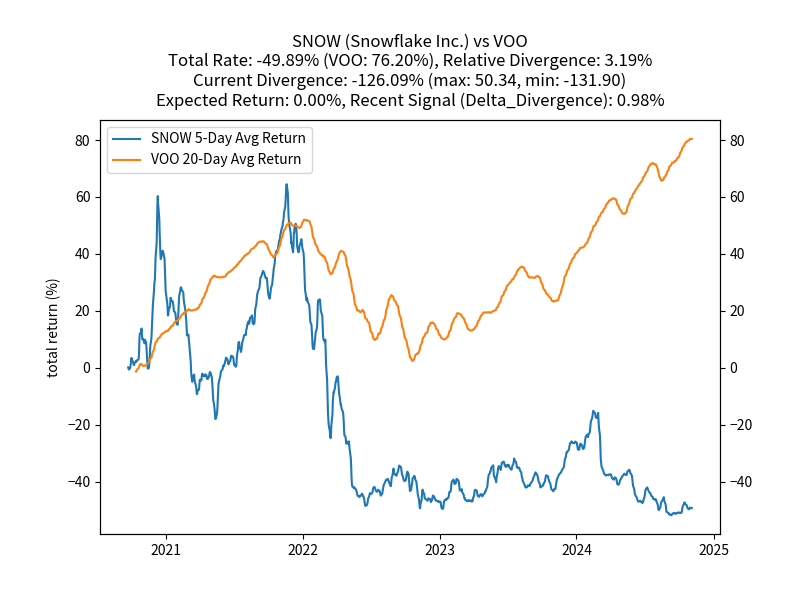 SNOW (Snowflake Inc.) vs VOO
Total Rate: -49.89% (VOO: 76.20%), Relative Divergence: 3.19%
Current Divergence: -126.09% (max: 50.34, min: -131.90)
Expected Return: 0.00%, Recent Signal (Delta_Divergence): 0.98%
SNOW 5-Day Avg Return
VOO 20-Day Avg Return
total return (%)
80
60
40
20
0
−20
−40
80
60
40
20
0
−20
−40
2021 2022 2023 2024 2025